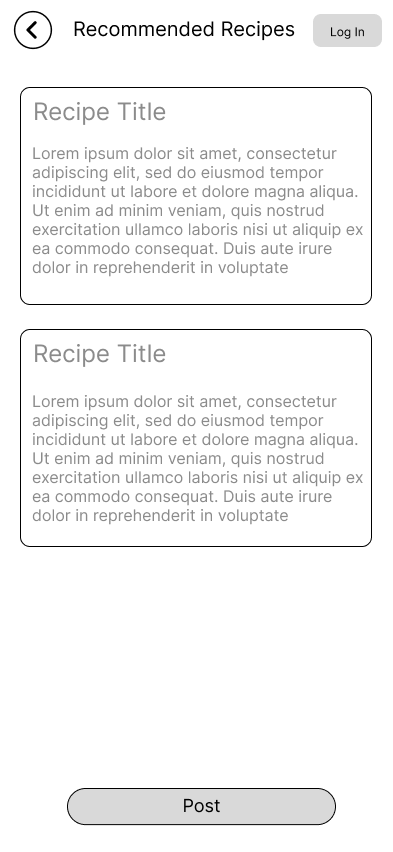 Recommended Recipes
Log In
Recipe Title
Lorem ipsum dolor sit amet, consectetur
adipiscing elit, sed do eiusmod tempor
incididunt ut labore et dolore magna aliqua.
Ut enim ad minim veniam, quis nostrud
exercitation ullamco laboris nisi ut aliquip ex
ea commodo consequat. Duis aute irure
dolor in reprehenderit in voluptate
Recipe Title
Lorem ipsum dolor sit amet, consectetur
adipiscing elit, sed do eiusmod tempor
incididunt ut labore et dolore magna aliqua.
Ut enim ad minim veniam, quis nostrud
exercitation ullamco laboris nisi ut aliquip ex
ea commodo consequat. Duis aute irure
dolor in reprehenderit in voluptate
Post